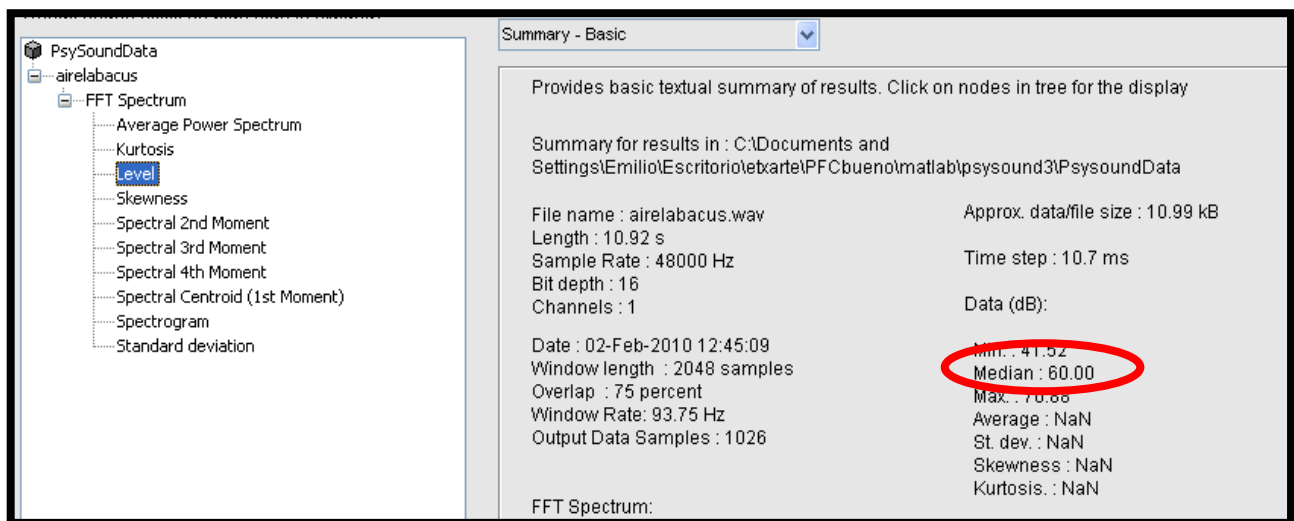 PsySoundData
airelabacus
FFT Spectrum
Average Power Spectrum
Kurtosis
Level
Skewness
Spectral 2nd Moment
Spectral 3rd Moment
Spectral 4th Moment
Spectral Centroid (1st Moment)
Spectrogram
Standard deviation
Summary - Basic
Provides basic textual summary of results. Click on nodes in tree for the display
Summary for results in : C:\Documents and
Settings\Emilio\Escritorio\etxarte\PFCbueno\matlab\psysound3\PsysoundData
File name : airelabacus.wav
Length : 10.92 s
Sample Rate : 48000 Hz
Bit depth : 16
Channels : 1
Date : 02-Feb-2010 12:45:09
Window length : 2048 samples
Overlap : 75 percent
Window Rate: 93.75 Hz
Output Data Samples : 1026
FFT Spectrum:
Approx. data/file size : 10.99 kB
Time step : 10.7 ms
Data (dB):
Min. : 41.52
Median : 60.00
Max. : 70.88
Average : NaN
St. dev. : NaN
Skewness : NaN
Kurtosis. : NaN